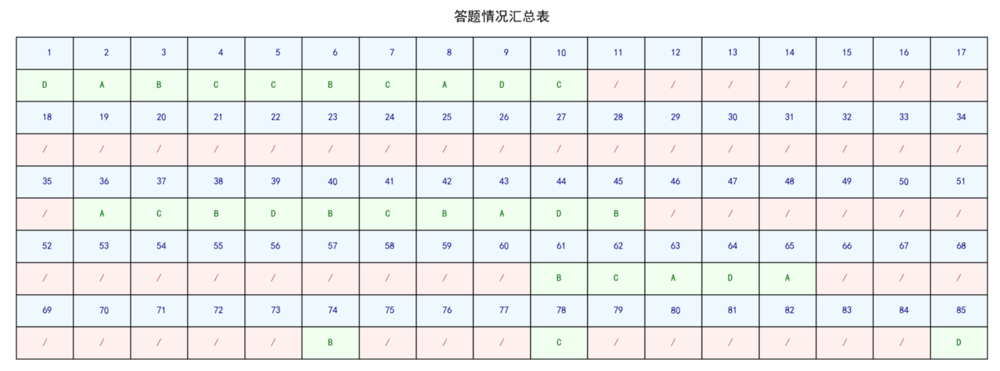 答题情况汇总表
1 2 3 4 5 6 7 8 9 10 11 12 13 14 15 16 17
D A B C C B C A D C / / / / / / /
18 19 20 21 22 23 24 25 26 27 28 29 30 31 32 33 34
/ / / / / / / / / / / / / / / / /
35 36 37 38 39 40 41 42 43 44 45 46 47 48 49 50 51
/ A C B D B C B A D B / / / / / /
52 53 54 55 56 57 58 59 60 61 62 63 64 65 66 67 68
/ / / / / / / / / B C A D A / / /
69 70 71 72 73 74 75 76 77 78 79 80 81 82 83 84 85
/ / / / / B / / / C / / / / / / D